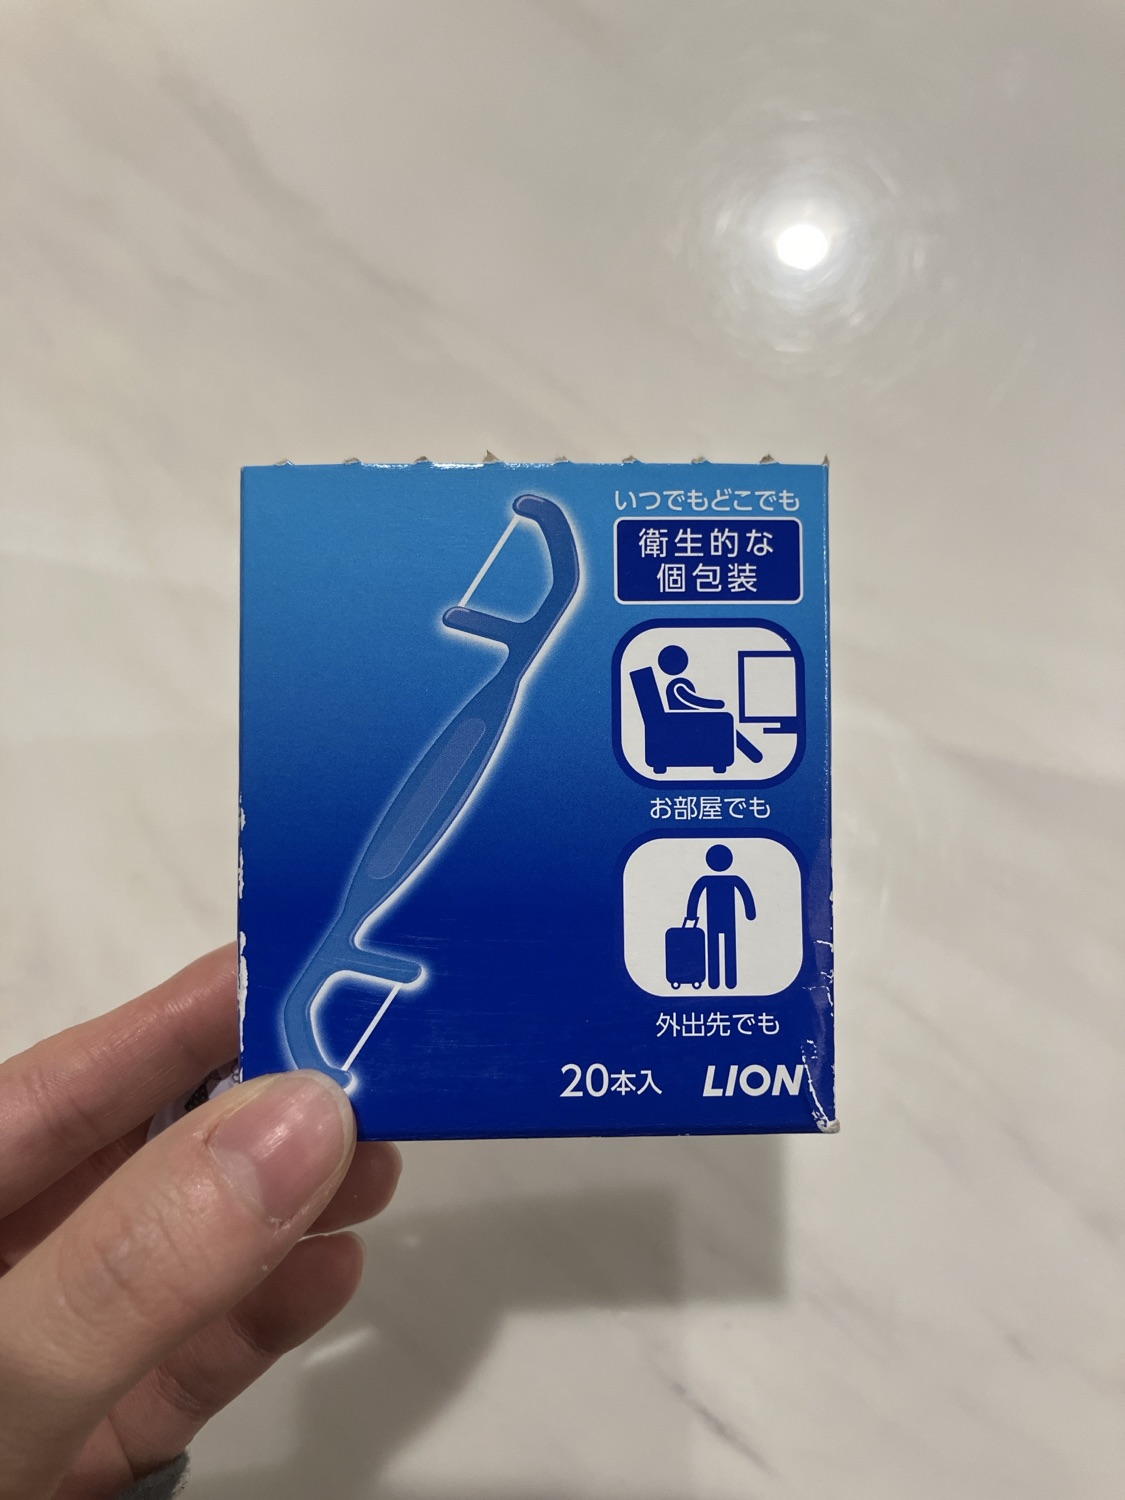 いつでもどこでも
衛生的な
個包装
お部屋でも
外出先でも
20本入 LION